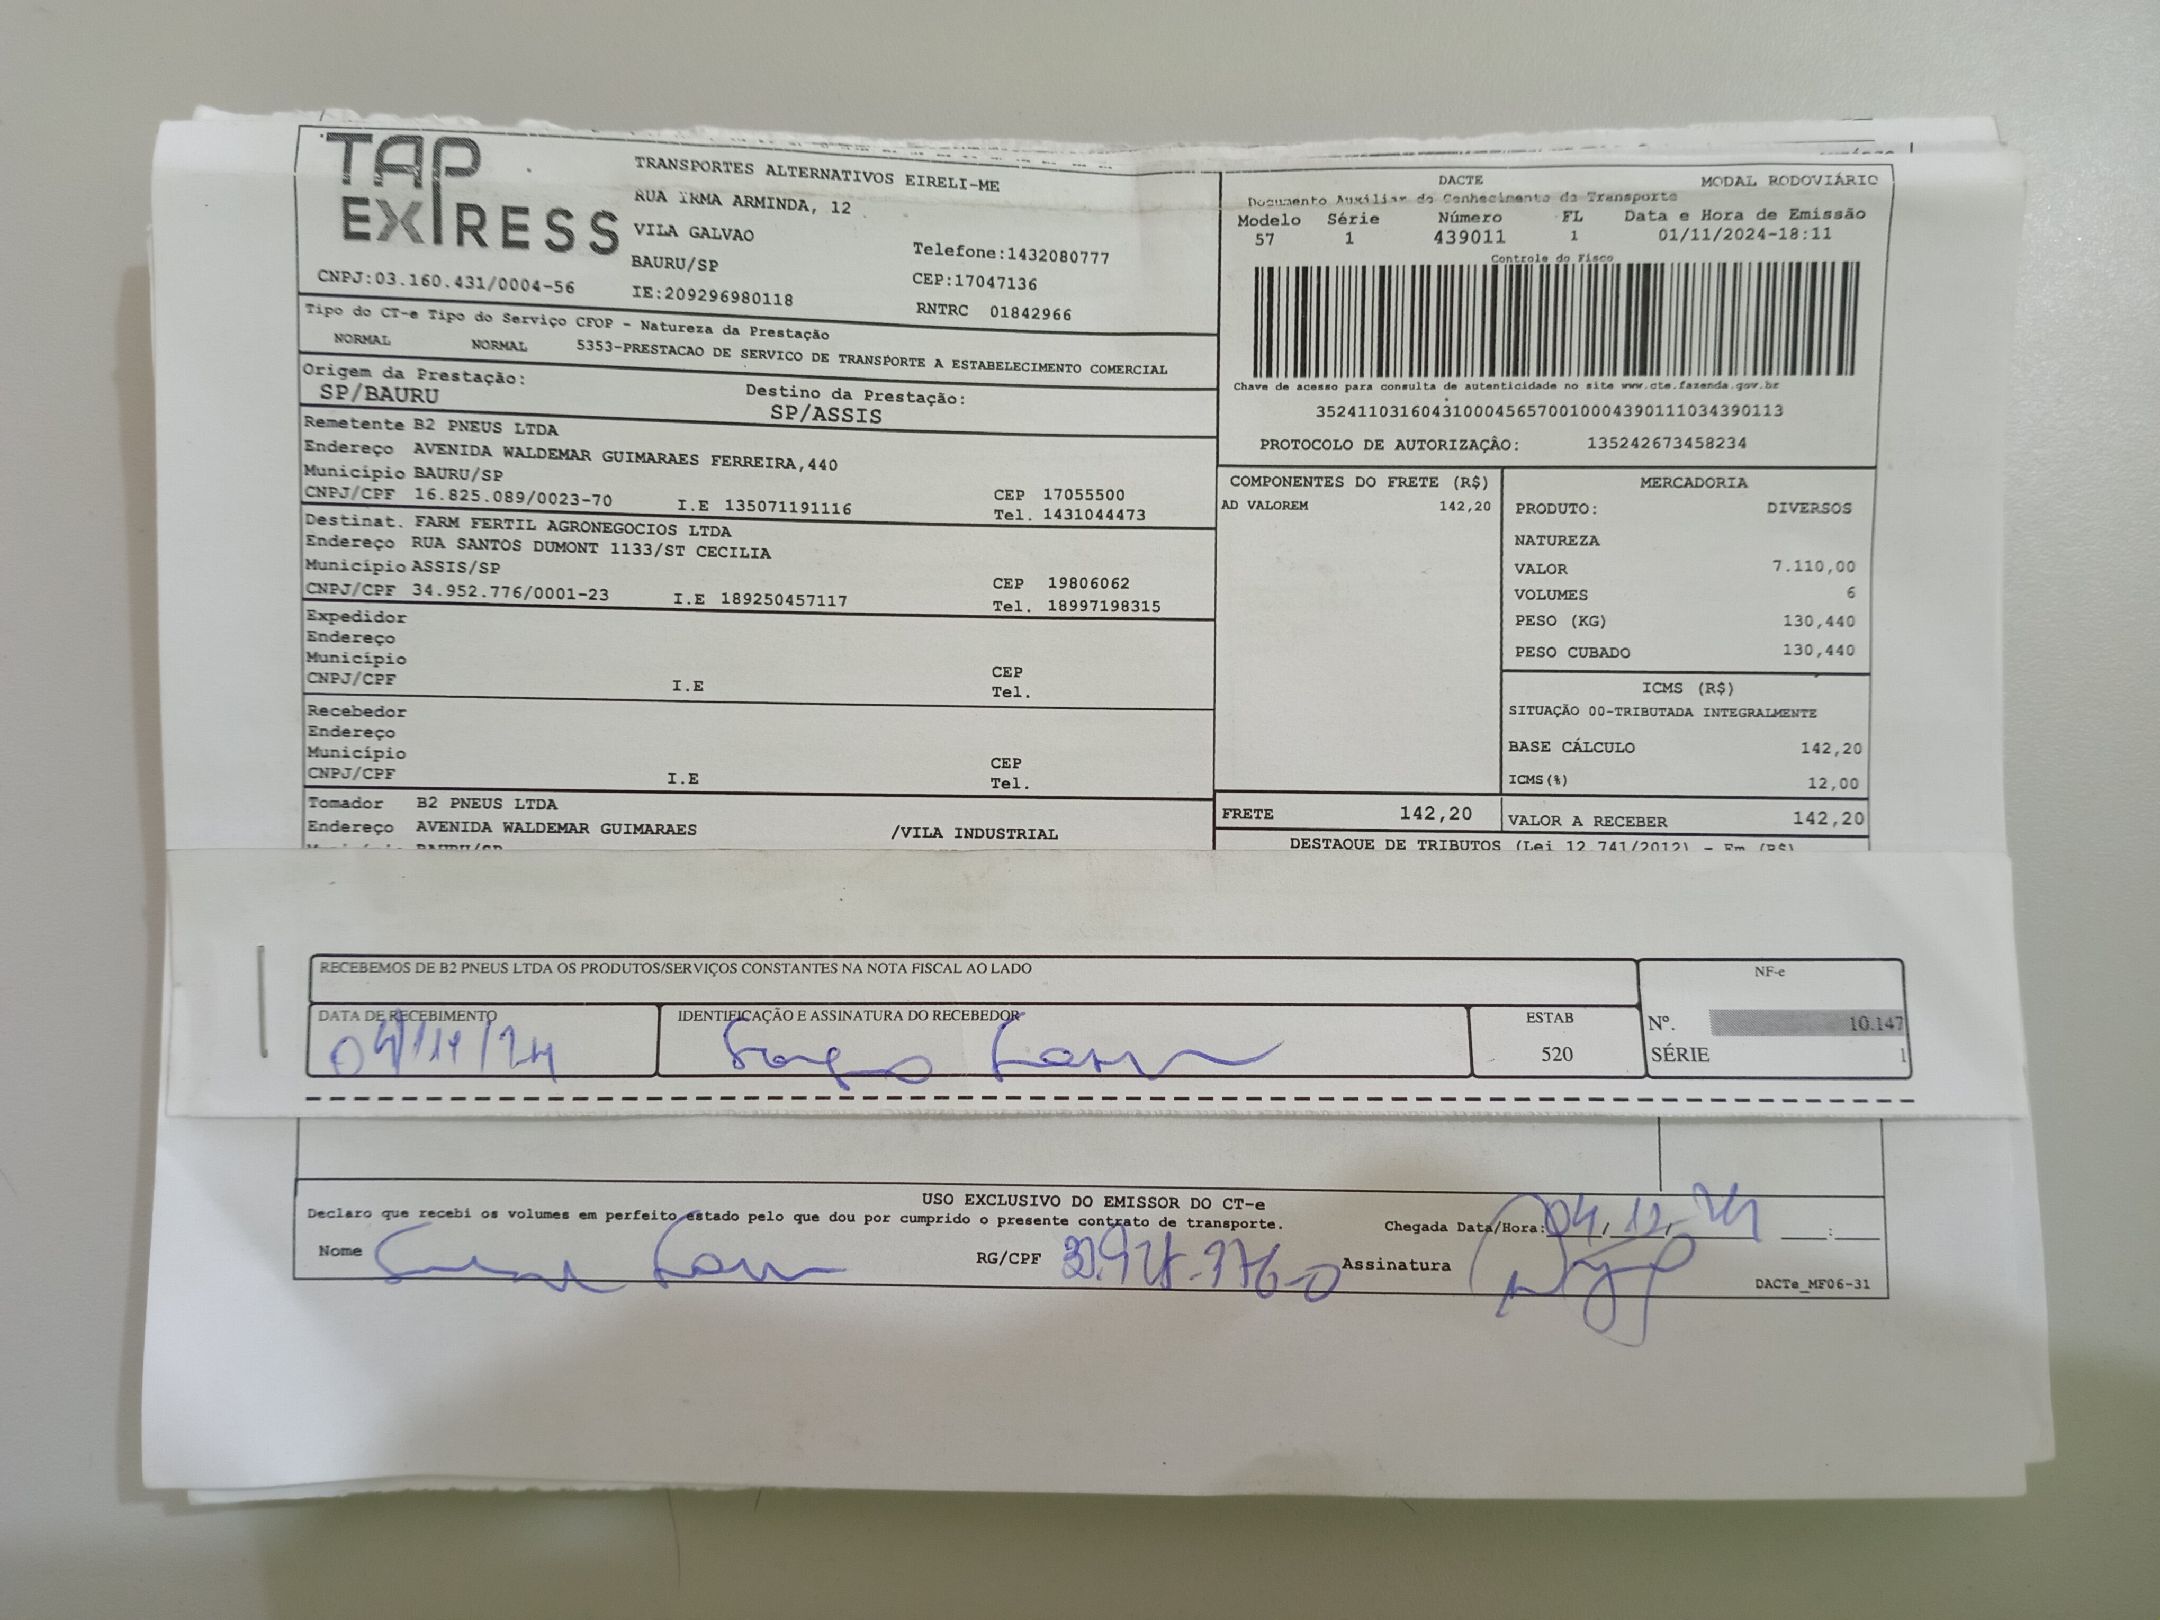 TAP
EXPRESS
CNPJ:03.160.431/0004-56
TRANSPORTES ALTERNATIVOS EIRELI-ME
RUA IRMA ARMINDA, 12
VILA GALVAO
BAURU/SP
IE:209296980118
Telefone:1432080777
CEP:17047136
RNTRC 01842966
DACTE MODAL RODOVIÁRIO
Documento Auxiliar do Conhecimento de Transporte
Modelo Série Número FL Data e Hora de Emissão
57 1 439011 1 01/11/2024-18:11
Controle do Fisco
Chave de acesso para consulta de autenticidade no site www.cte.fazenda.gov.br
35241103160431000456570010004390111034390113
PROTOCOLO DE AUTORIZAÇÂO: 135242673458234
Tipo do CT-e Tipo do Serviço CFOP - Natureza da Prestação
NORMAL NORMAL 5353-PRESTACAO DE SERVICO DE TRANSPORTE A ESTABELECIMENTO COMERCIAL
Origem da Prestação: Destino da Prestação:
SP/BAURU SP/ASSIS
Remetente B2 PNEUS LTDA
Endereço AVENIDA WALDEMAR GUIMARAES FERREIRA,440
Município BAURU/SP CEP 17055500
CNPJ/CPF 16.825.089/0023-70 I.E 135071191116 Tel. 1431044473
Destinat. FARM FERTIL AGRONEGOCIOS LTDA
Endereço RUA SANTOS DUMONT 1133/ST CECILIA
Município ASSIS/SP CEP 19806062
CNPJ/CPF 34.952.776/0001-23 I.E 189250457117 Tel. 18997198315
Expedidor
Endereço
Município CEP
CNPJ/CPF I.E Tel.
Recebedor
Endereço
Município CEP
CNPJ/CPF I.E Tel.
Tomador B2 PNEUS LTDA
Endereço AVENIDA WALDEMAR GUIMARAES /VILA INDUSTRIAL
COMPONENTES DO FRETE (R$)
AD VALOREM 142,20
MERCADORIA
PRODUTO: DIVERSOS
NATUREZA
VALOR 7.110,00
VOLUMES 6
PESO (KG) 130,440
PESO CUBADO 130,440
ICMS (R$)
SITUAÇÃO 00-TRIBUTADA INTEGRALMENTE
BASE CÁLCULO 142,20
ICMS(%) 12,00
FRETE 142,20 VALOR A RECEBER 142,20
DESTAQUE DE TRIBUTOS (Lei 12.741/2012) - Em (R$)
RECEBEMOS DE B2 PNEUS LTDA OS PRODUTOS/SERVIÇOS CONSTANTES NA NOTA FISCAL AO LADO
DATA DE RECEBIMENTO IDENTIFICAÇÃO E ASSINATURA DO RECEBEDOR ESTAB
04/11/24 520
NF-e
Nº. 10.147
SÉRIE 1
USO EXCLUSIVO DO EMISSOR DO CT-e
Declaro que recebi os volumes em perfeito estado pelo que dou por cumprido o presente contrato de transporte. Chegada Data/Hora: 04/12/24 :
Nome RG/CPF Assinatura
DACTe_MF06-31